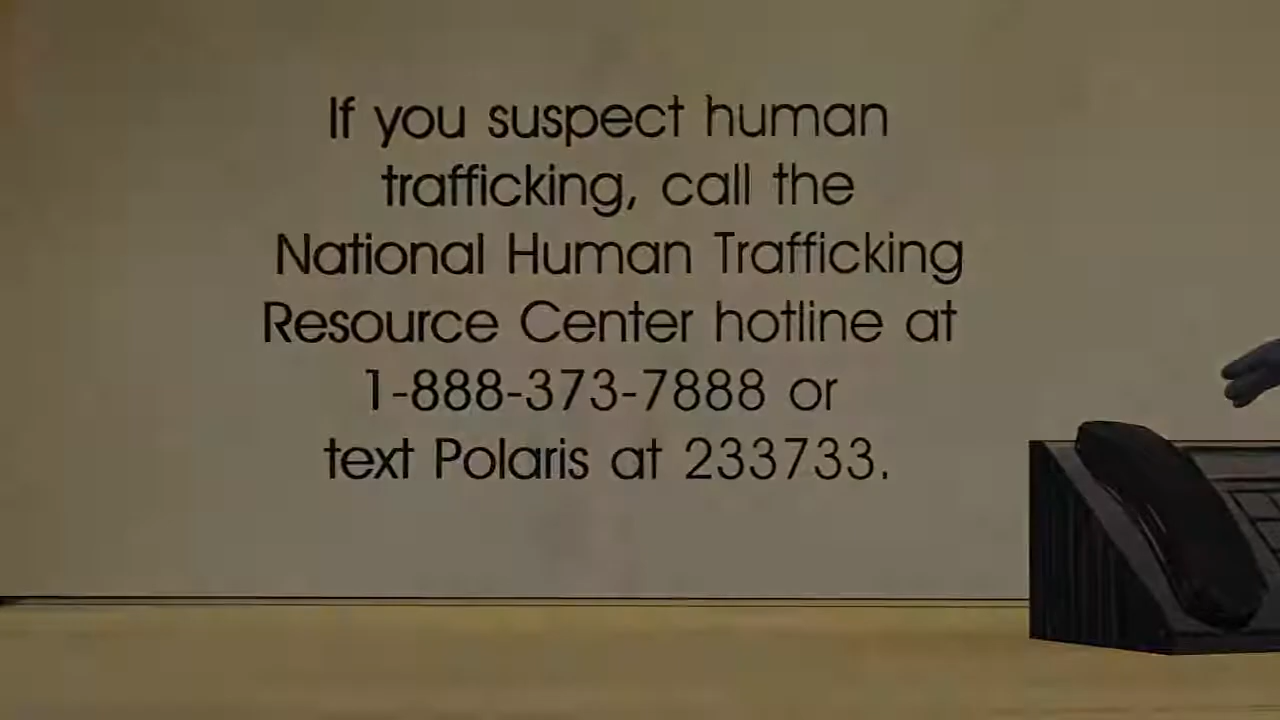 If you suspect human
trafficking, call the
National Human Trafficking
Resource Center hotline at
1-888-373-7888 or
text Polaris at 233733.